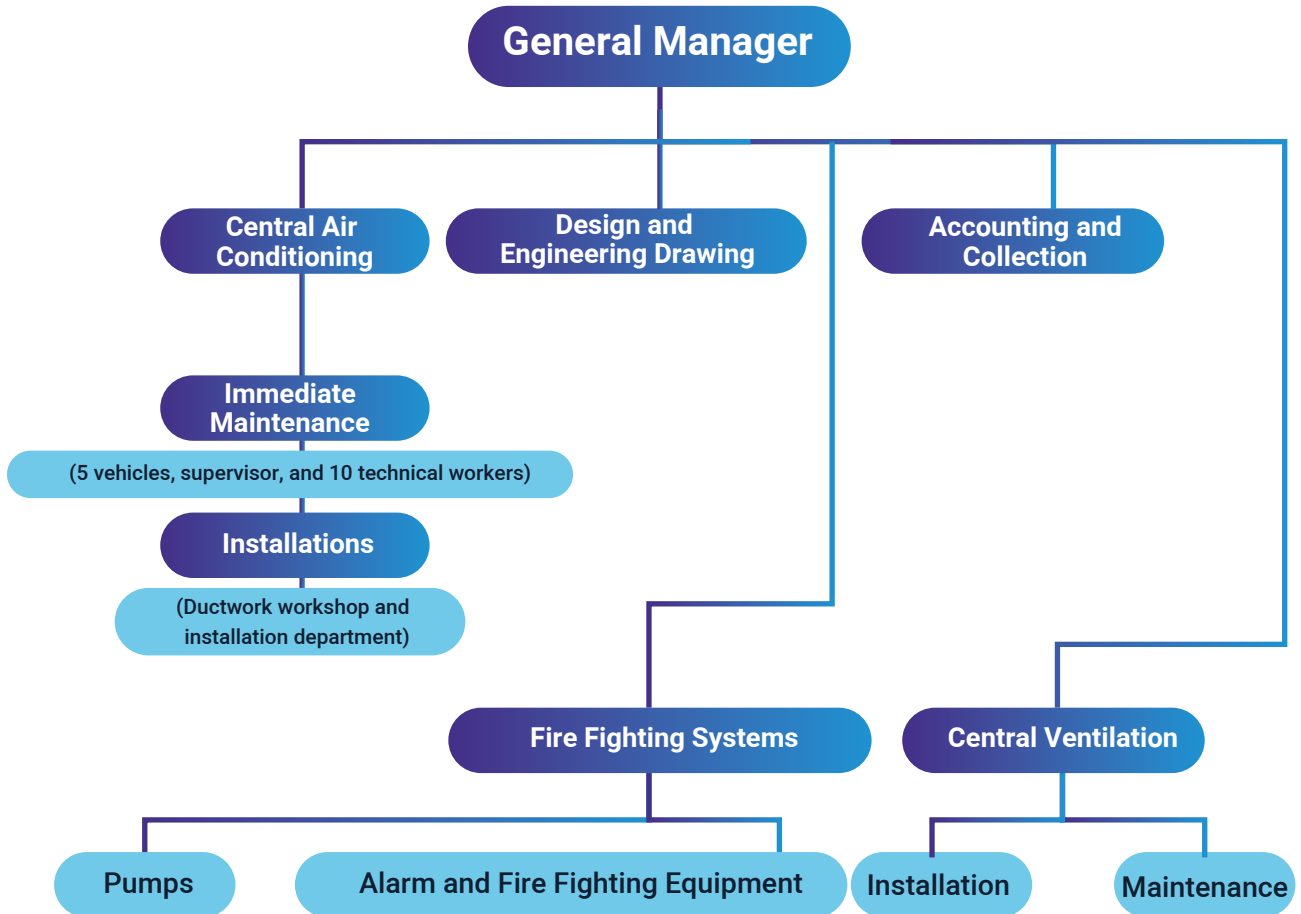 General Manager
Central Air
Conditioning
Design and
Engineering Drawing
Accounting and
Collection
Immediate
Maintenance
(5 vehicles, supervisor, and 10 technical workers)
Installations
(Ductwork workshop and
installation department)
Fire Fighting Systems
Central Ventilation
Pumps
Alarm and Fire Fighting Equipment
Installation
Maintenance